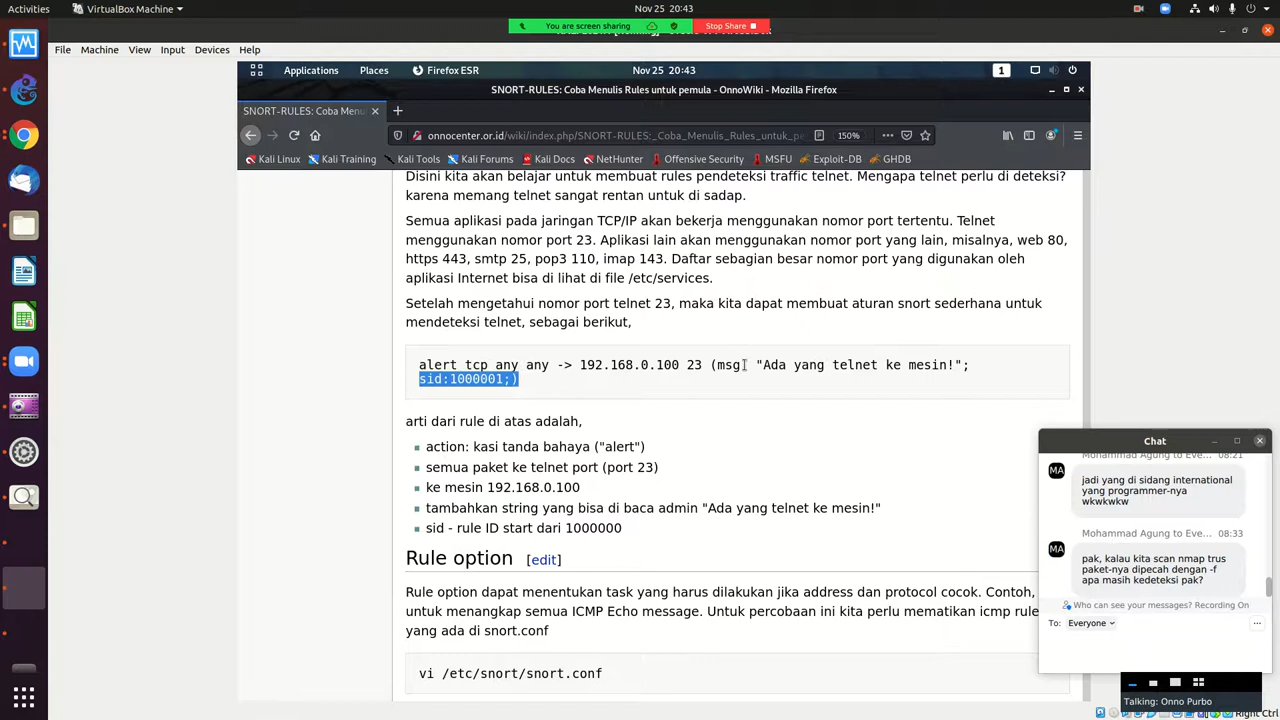 Activities
VirtualBox Machine
Nov 25 20:43
You are screen sharing
Stop Share
File Machine View Input Devices Help
Applications Places Firefox ESR Nov 25 20:43 1
SNORT-RULES: Coba Menulis Rules untuk pemula - OnnoWiki - Mozilla Firefox
SNORT-RULES: Coba Menu
onnocenter.or.id/wiki/index.php/SNORT-RULES:_Coba_Menulis_Rules_untuk_pe 150%
Kali Linux Kali Training Kali Tools Kali Forums Kali Docs NetHunter Offensive Security MSFU Exploit-DB GHDB
Disini kita akan belajar untuk membuat rules pendeteksi traffic telnet. Mengapa telnet perlu di deteksi?
karena memang telnet sangat rentan untuk di sadap.
Semua aplikasi pada jaringan TCP/IP akan bekerja menggunakan nomor port tertentu. Telnet
menggunakan nomor port 23. Aplikasi lain akan menggunakan nomor port yang lain, misalnya, web 80,
https 443, smtp 25, pop3 110, imap 143. Daftar sebagian besar nomor port yang digunakan oleh
aplikasi Internet bisa di lihat di file /etc/services.
Setelah mengetahui nomor port telnet 23, maka kita dapat membuat aturan snort sederhana untuk
mendeteksi telnet, sebagai berikut,
alert tcp any any -> 192.168.0.100 23 (msg: "Ada yang telnet ke mesin!";
sid:1000001;)
arti dari rule di atas adalah,
action: kasi tanda bahaya ("alert")
semua paket ke telnet port (port 23)
ke mesin 192.168.0.100
tambahkan string yang bisa di baca admin "Ada yang telnet ke mesin!"
sid - rule ID start dari 1000000
Rule option [edit]
Rule option dapat menentukan task yang harus dilakukan jika address dan protocol cocok. Contoh,
untuk menangkap semua ICMP Echo message. Untuk percobaan ini kita perlu mematikan icmp rule
yang ada di snort.conf
vi /etc/snort/snort.conf
Chat
Mohammad Agung to Eve... 08:21
MA
jadi yang di sidang international
yang programmer-nya
wkwkwkw
Mohammad Agung to Eve... 08:33
MA
pak, kalau kita scan nmap trus
paket-nya dipecah dengan -f
apa masih kedeteksi pak?
Who can see your messages? Recording On
To: Everyone
Talking: Onno Purbo
Right Ctrl